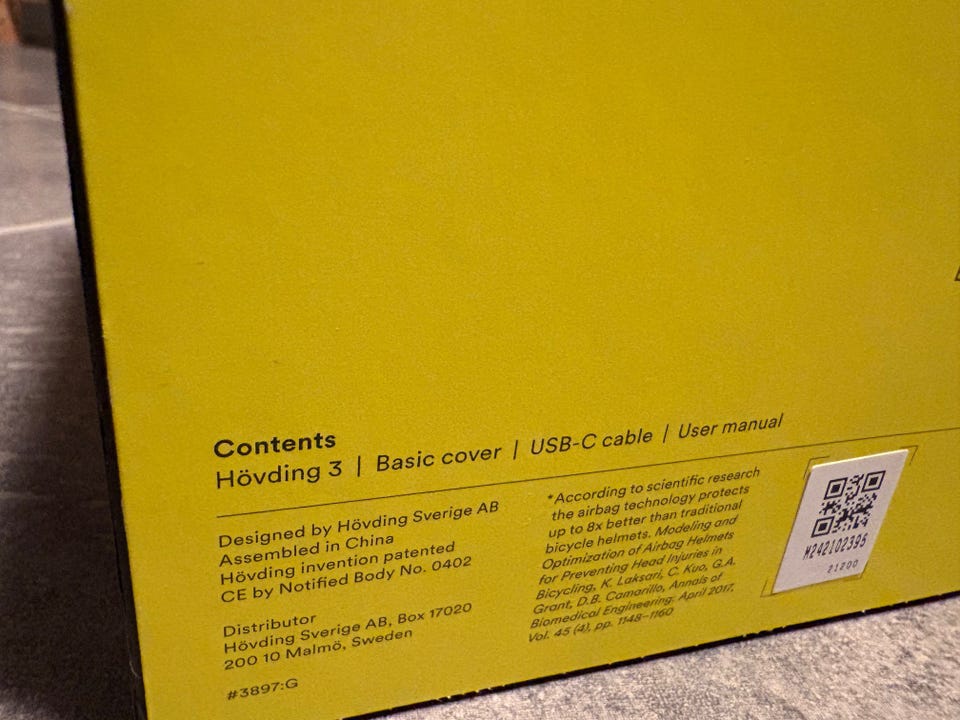 Contents
Hövding 3 | Basic cover | USB-C cable | User manual
Designed by Hövding Sverige AB
Assembled in China
Hövding invention patented
CE by Notified Body No. 0402
Distributor
Hövding Sverige AB, Box 17020
200 10 Malmö, Sweden
#3897:G
*According to scientific research
the airbag technology protects
up to 8x better than traditional
bicycle helmets. Modeling and
Optimization of Airbag Helmets
for Preventing Head Injuries in
Bicycling, K. Laksari, C. Kuo, G.A.
Grant, D.B. Camarillo, Annals of
Biomedical Engineering: April 2017,
Vol. 45 (4), pp. 1148–1160
M242102395
21200